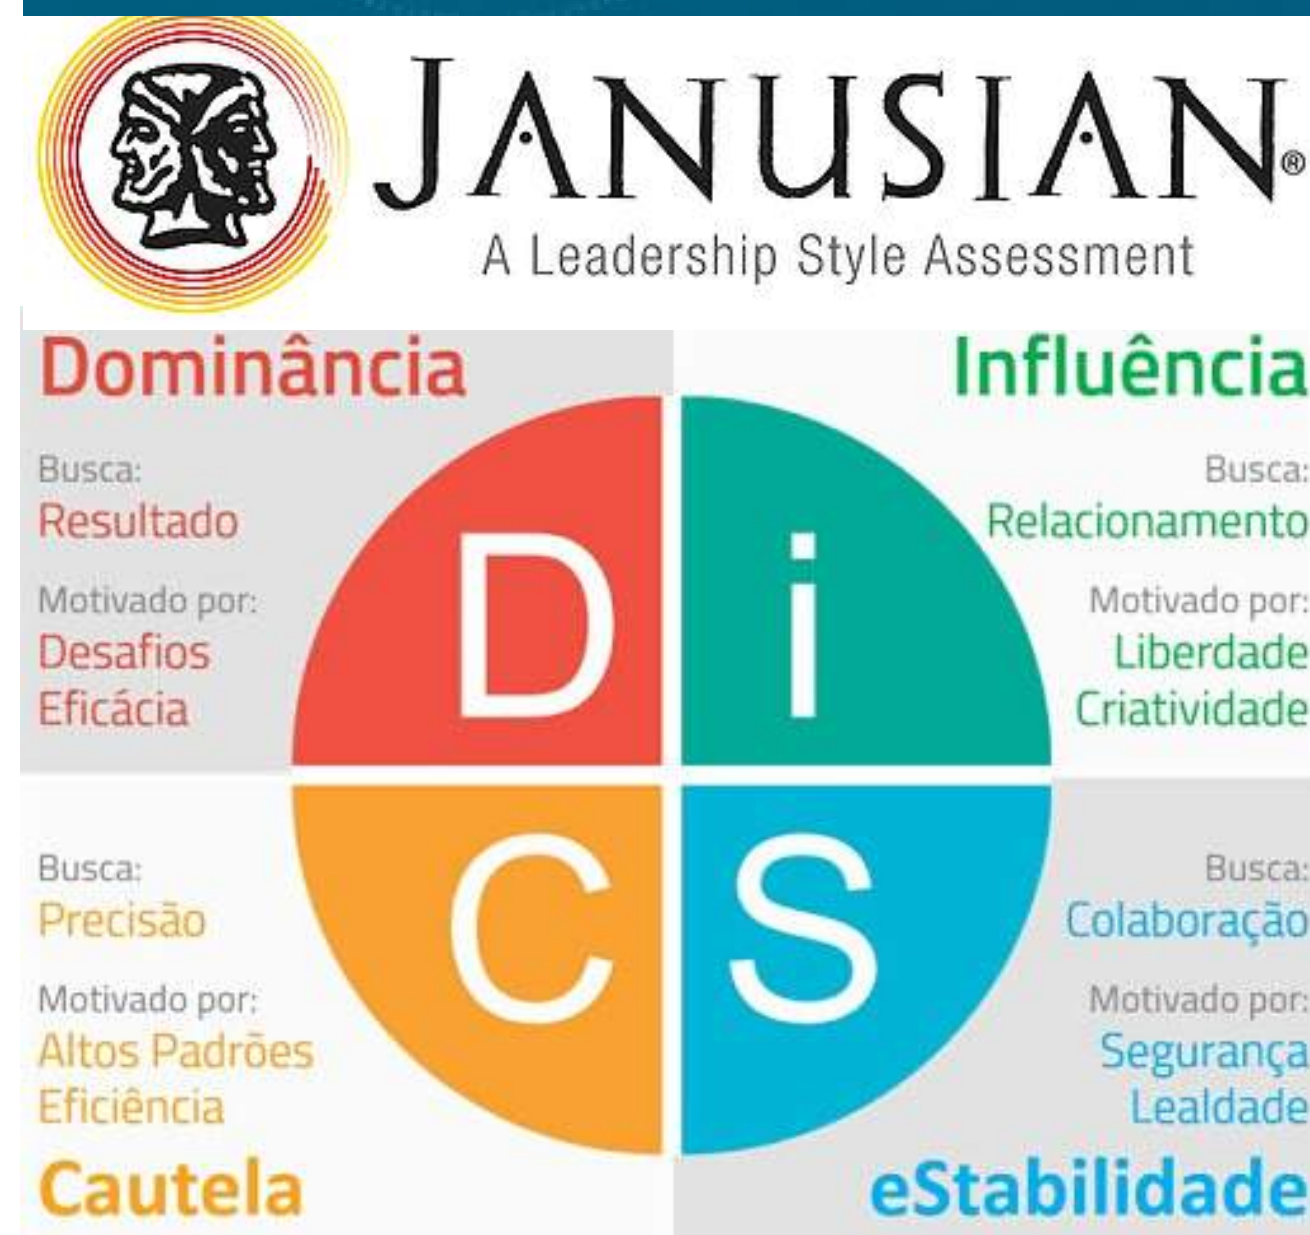 JANUSIAN®
A Leadership Style Assessment
Dominância
Busca:
Resultado
Motivado por:
Desafios
Eficácia
Influência
Busca:
Relacionamento
Motivado por:
Liberdade
Criatividade
D
i
C
S
Busca:
Precisão
Motivado por:
Altos Padrões
Eficiência
Cautela
Busca:
Colaboração
Motivado por:
Segurança
Lealdade
eStabilidade